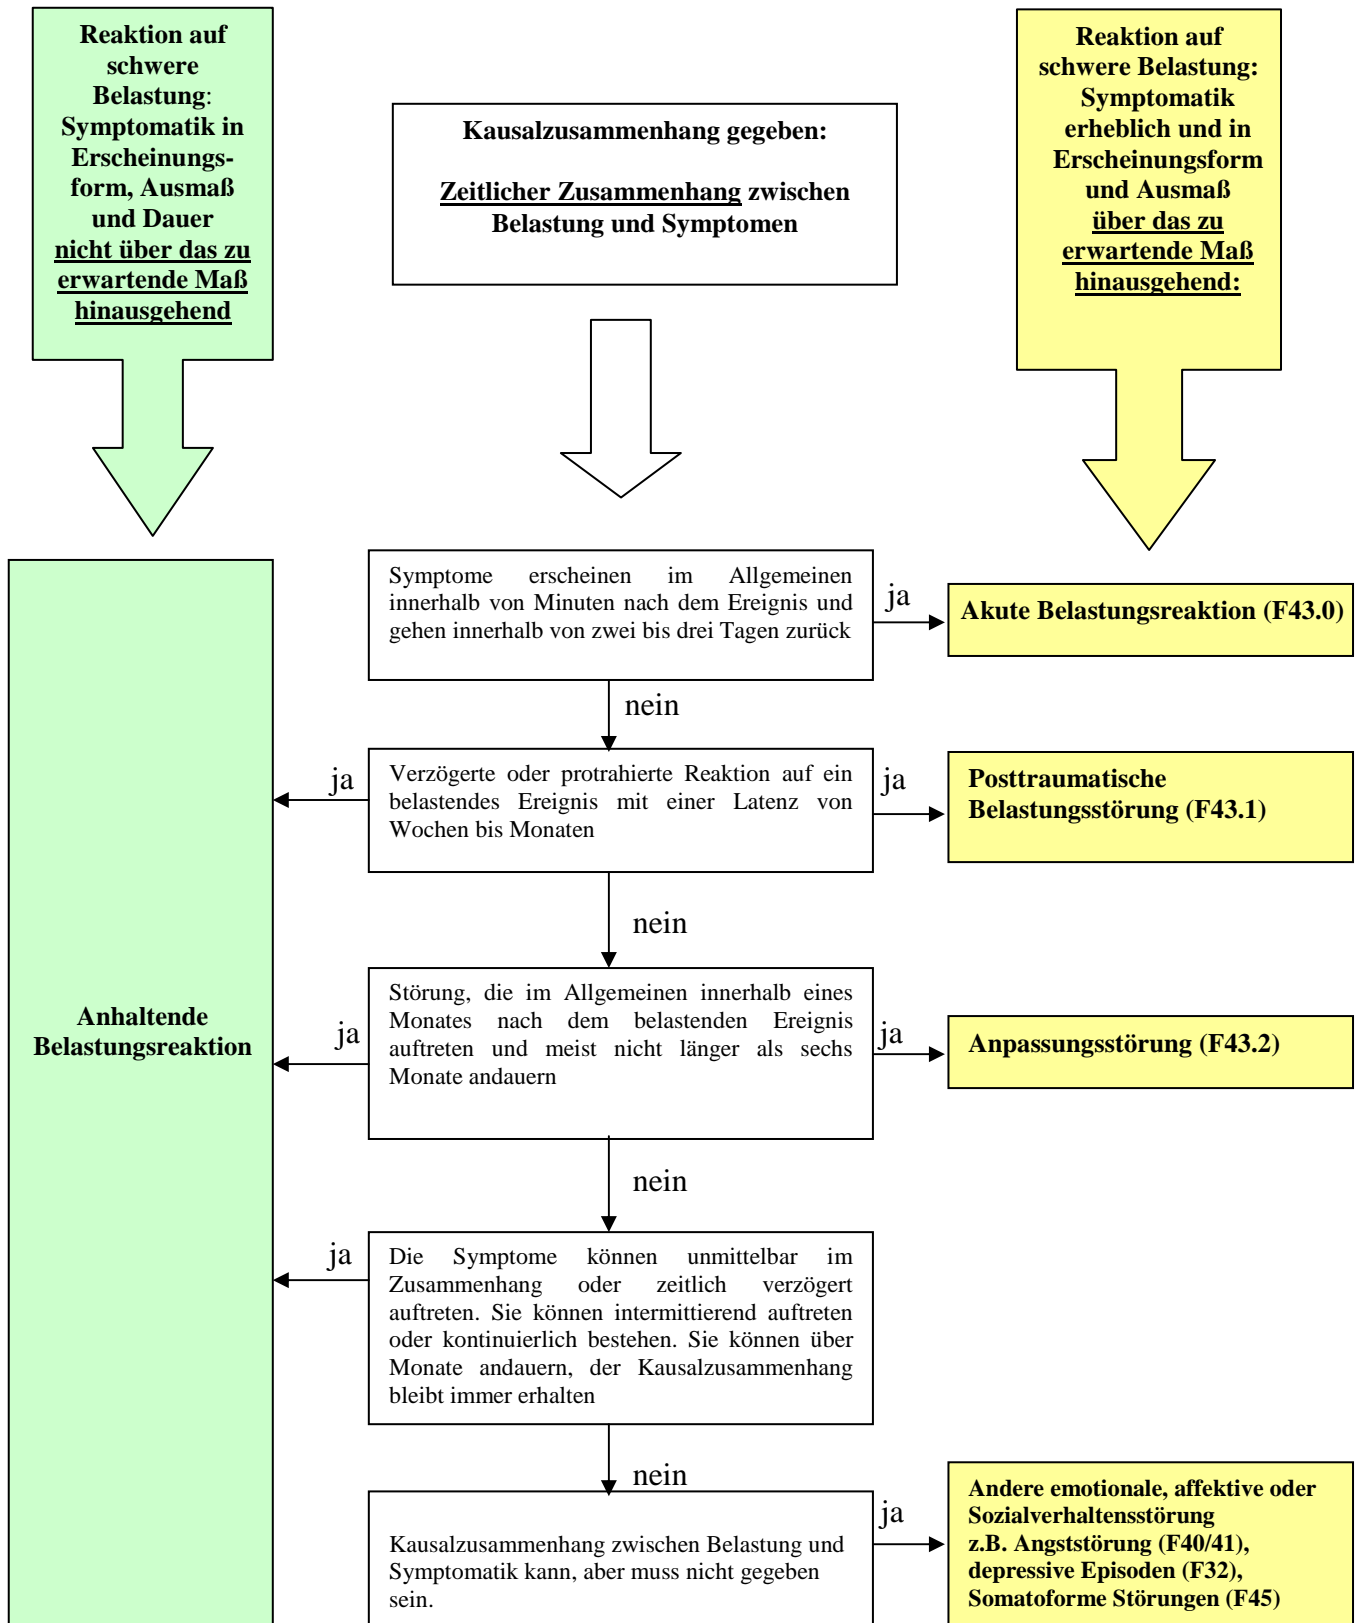 Reaktion auf
schwere
Belastung:
Symptomatik in
Erscheinungs-
form, Ausmaß
und Dauer
nicht über das zu
erwartende Maß
hinausgehend
Kausalzusammenhang gegeben:
Zeitlicher Zusammenhang zwischen
Belastung und Symptomen
Reaktion auf
schwere Belastung:
Symptomatik
erheblich und in
Erscheinungsform
und Ausmaß
über das zu
erwartende Maß
hinausgehend:
Symptome erscheinen im Allgemeinen
innerhalb von Minuten nach dem Ereignis und
gehen innerhalb von zwei bis drei Tagen zurück
ja
Akute Belastungsreaktion (F43.0)
nein
ja
Verzögerte oder protrahierte Reaktion auf ein
belastendes Ereignis mit einer Latenz von
Wochen bis Monaten
ja
Posttraumatische
Belastungsstörung (F43.1)
nein
Anhaltende
Belastungsreaktion
ja
Störung, die im Allgemeinen innerhalb eines
Monates nach dem belastenden Ereignis
auftreten und meist nicht länger als sechs
Monate andauern
ja
Anpassungsstörung (F43.2)
nein
ja
Die Symptome können unmittelbar im
Zusammenhang oder zeitlich verzögert
auftreten. Sie können intermittierend auftreten
oder kontinuierlich bestehen. Sie können über
Monate andauern, der Kausalzusammenhang
bleibt immer erhalten
nein
Kausalzusammenhang zwischen Belastung und
Symptomatik kann, aber muss nicht gegeben
sein.
ja
Andere emotionale, affektive oder
Sozialverhaltensstörung
z.B. Angststörung (F40/41),
depressive Episoden (F32),
Somatoforme Störungen (F45)